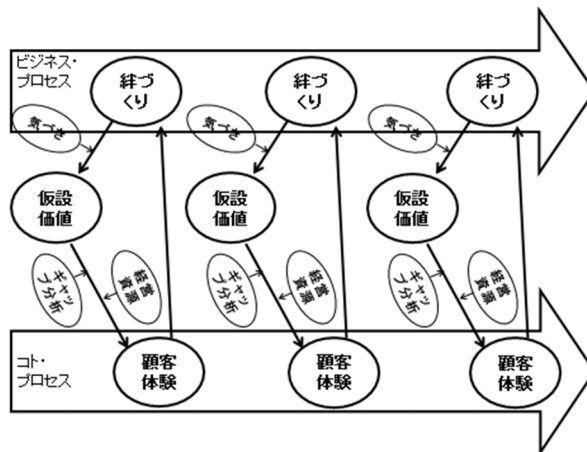 ビジネス・
プロセス
絆づ
くり
絆づ
くり
絆づ
くり
気づき
気づき
気づき
仮設
価値
仮設
価値
仮設
価値
ギャッ
プ分析
経営
資源
ギャッ
プ分析
経営
資源
ギャッ
プ分析
経営
資源
コト・
プロセス
顧客
体験
顧客
体験
顧客
体験